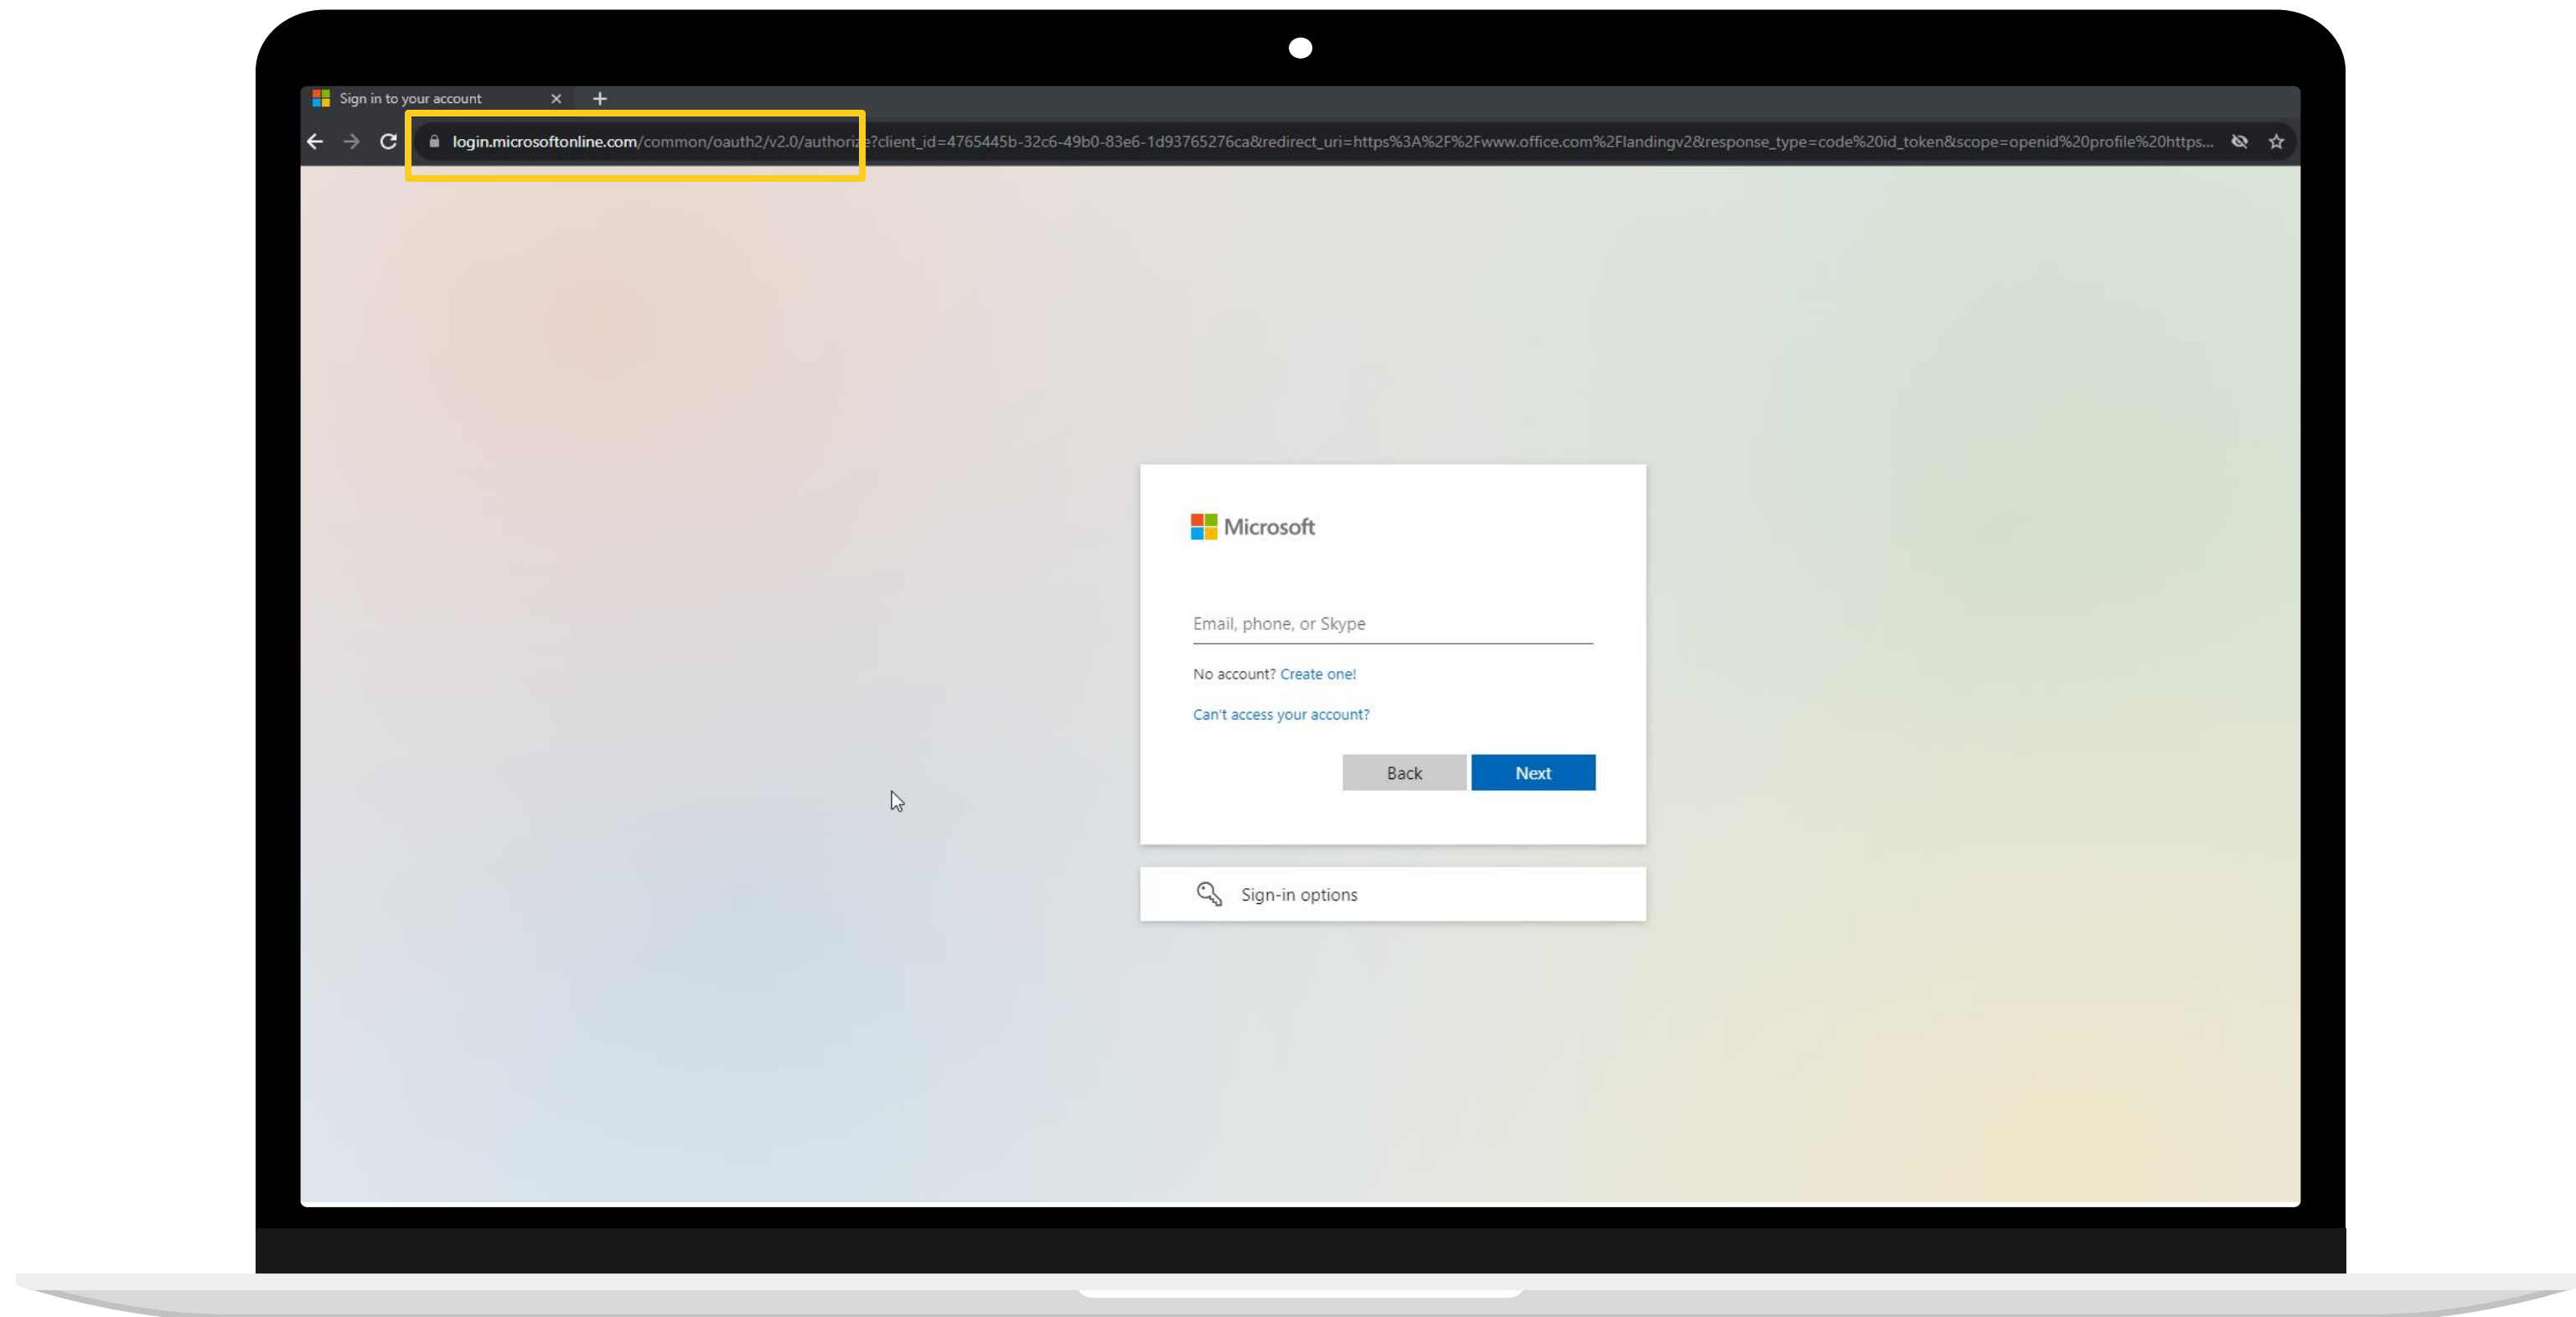 Sign in to your account
login.microsoftonline.com/common/oauth2/v2.0/authorize?client_id=4765445b-32c6-49b0-83e6-1d93765276ca&redirect_uri=https%3A%2F%2Fwww.office.com%2Flandingv2&response_type=code%20id_token&scope=openid%20profile%20https...
Microsoft
Email, phone, or Skype
No account? Create one!
Can't access your account?
Back Next
Sign-in options